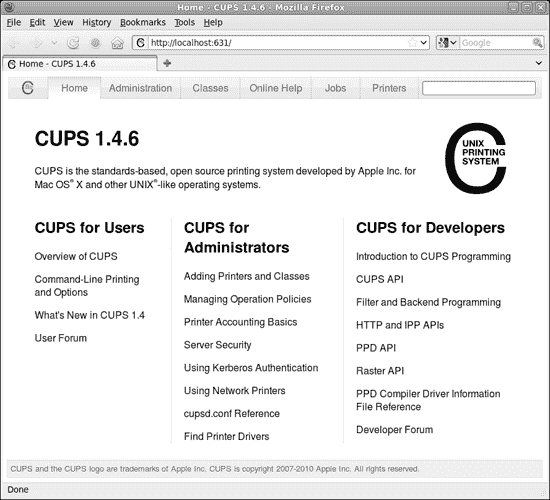 Home - CUPS 1.4.6 - Mozilla Firefox
File Edit View History Bookmarks Tools Help
http://localhost:631/
Google
Home - CUPS 1.4.6
Home Administration Classes Online Help Jobs Printers
CUPS 1.4.6
CUPS is the standards-based, open source printing system developed by Apple Inc. for
Mac OS® X and other UNIX®-like operating systems.
UNIX
PRINTING
SYSTEM
CUPS for Users
Overview of CUPS
Command-Line Printing
and Options
What's New in CUPS 1.4
User Forum
CUPS for
Administrators
Adding Printers and Classes
Managing Operation Policies
Printer Accounting Basics
Server Security
Using Kerberos Authentication
Using Network Printers
cupsd.conf Reference
Find Printer Drivers
CUPS for Developers
Introduction to CUPS Programming
CUPS API
Filter and Backend Programming
HTTP and IPP APIs
PPD API
Raster API
PPD Compiler Driver Information
File Reference
Developer Forum
CUPS and the CUPS logo are trademarks of Apple Inc. CUPS is copyright 2007-2010 Apple Inc. All rights reserved.
Done